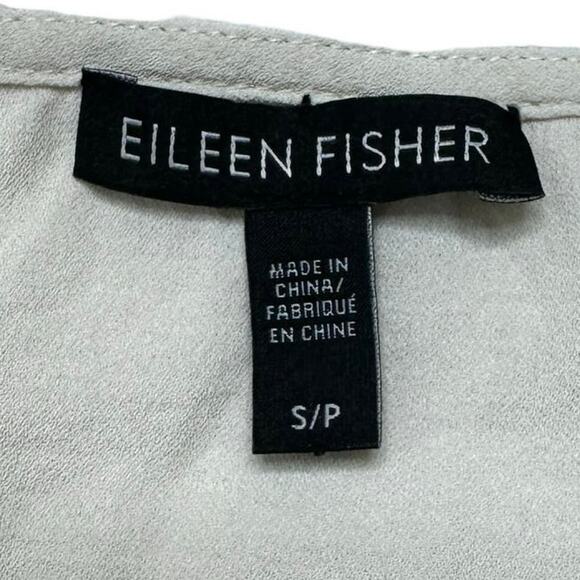 EILEEN FISHER
MADE IN
CHINA/
FABRIQUÉ
EN CHINE
S/P